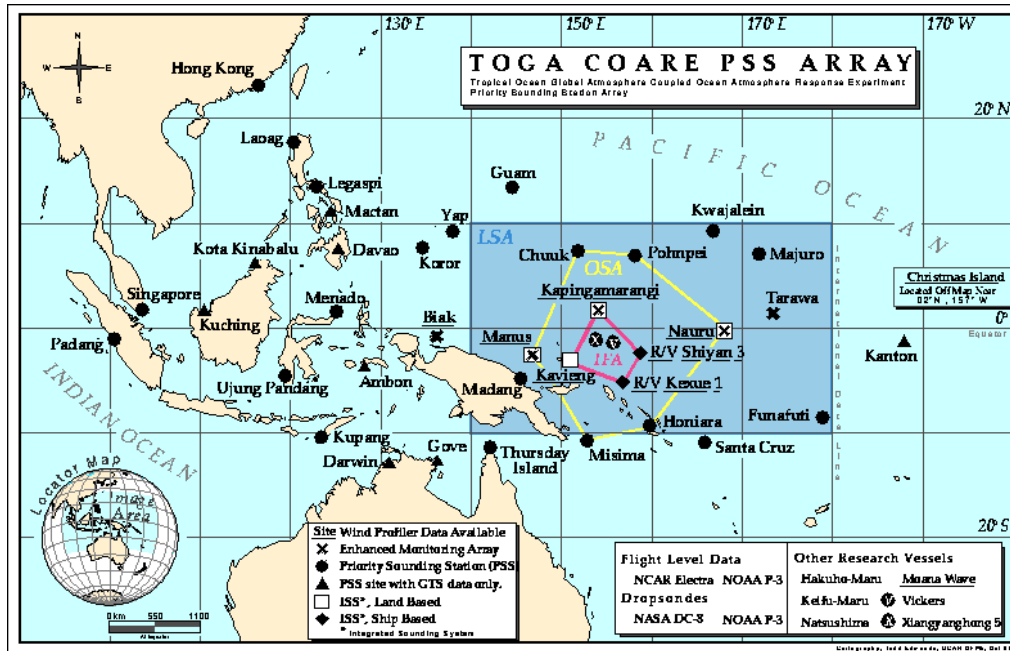 130° E
150° E
170° E
170° W
N
W
E
S
TOGA COARE PSS ARRAY
Tropical Ocean Global Atmosphere Coupled Ocean Atmosphere Response Experiment
Priority Sounding Station Array
Hong Kong
20° N
Laoag
PACIFIC OCEAN
Guam
Legaspi
Mactan
Yap
Kwajalein
LSA
Kota Kinabalu
Davao
Koror
Chuuk
OSA
Pohnpei
Majuro
International Date Line
Christmas Island
Located Off Map Near
02° N , 157° W
Singapore
Menado
Kapingamarangi
Tarawa
Kuching
Biak
Manus
Nauru
0°
Equator
Padang
X
V
IFA
R/V Shiyan 3
Kanton
Ujung Pandang
Ambon
Madang
Kavieng
R/V Kexue 1
INDIAN OCEAN
Honiara
Funafuti
Kupang
Gove
Thursday
Island
Misima
Santa Cruz
Darwin
Locator Map
Image
Area
20° S
Site Wind Profiler Data Available
Enhanced Monitoring Array
Priority Sounding Station (PSS
PSS site with GTS data only.
ISS*, Land Based
ISS*, Ship Based
* Integrated Sounding System
0 km 550 1100
At equator
Flight Level Data
NCAR Electra NOAA P-3
Dropsondes
NASA DC-8 NOAA P-3
Other Research Vessels
Hakuho-Maru Moana Wave
Keifu-Maru V Vickers
Natsushima X Xiangyanghong 5